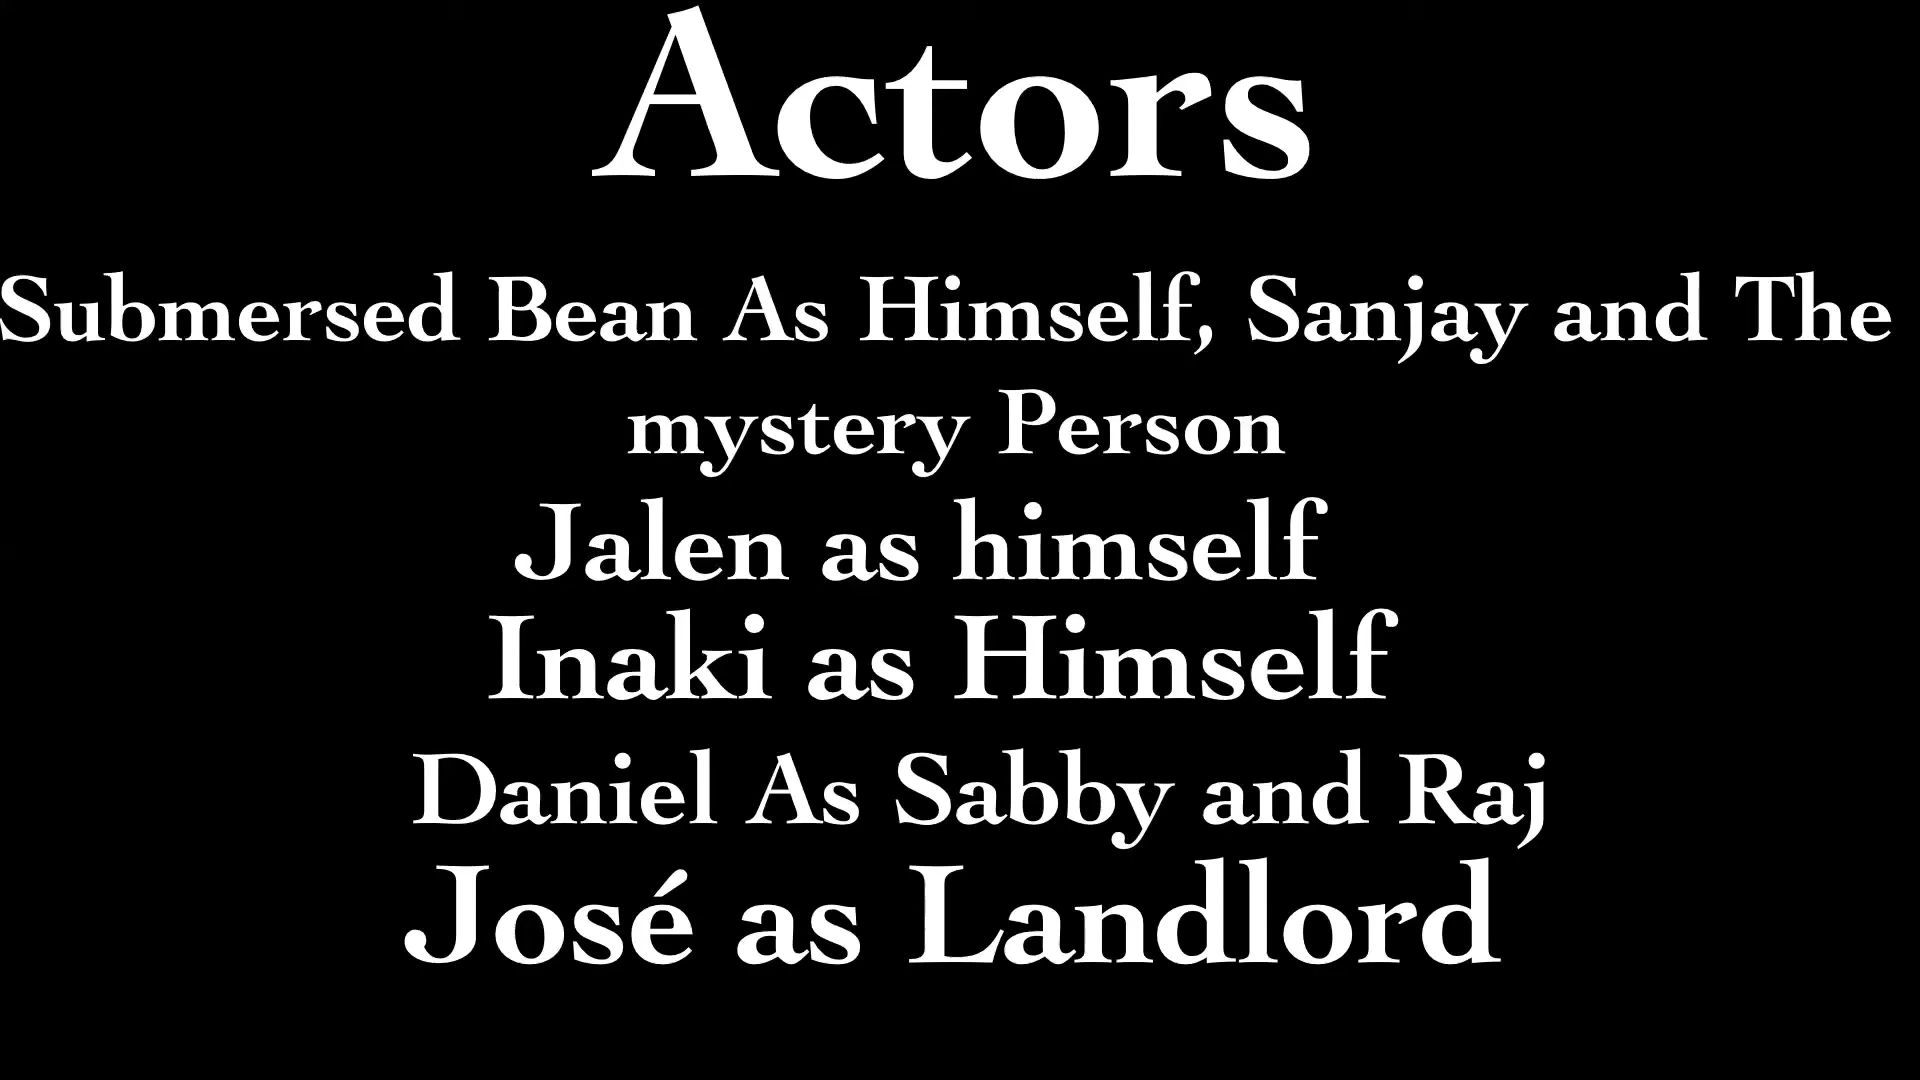 Actors
Submersed Bean As Himself, Sanjay and The
mystery Person
Jalen as himself
Inaki as Himself
Daniel As Sabby and Raj
José as Landlord